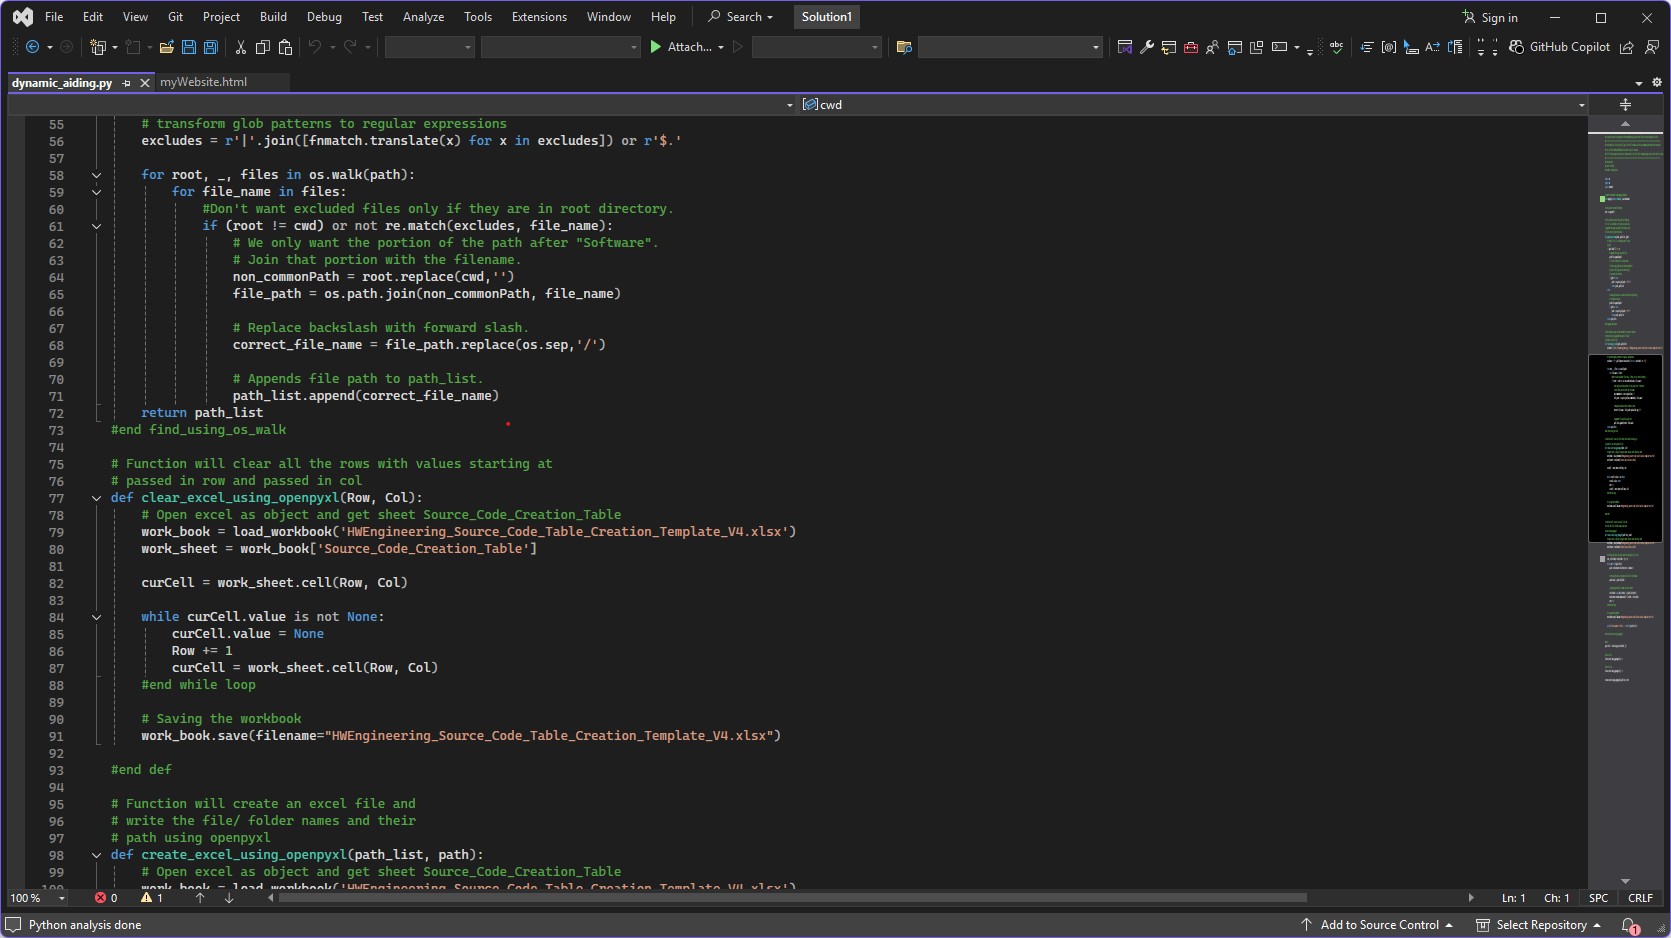 File Edit View Git Project Build Debug Test Analyze Tools Extensions Window Help Search Solution1 Sign in
Attach... abc GitHub Copilot
dynamic_aiding.py myWebsite.html
cwd
55 # transform glob patterns to regular expressions
56 excludes = r'|'.join([fnmatch.translate(x) for x in excludes]) or r'$.'
57
58 for root, _, files in os.walk(path):
59 for file_name in files:
60 #Don't want excluded files only if they are in root directory.
61 if (root != cwd) or not re.match(excludes, file_name):
62 # We only want the portion of the path after "Software".
63 # Join that portion with the filename.
64 non_commonPath = root.replace(cwd,'')
65 file_path = os.path.join(non_commonPath, file_name)
66
67 # Replace backslash with forward slash.
68 correct_file_name = file_path.replace(os.sep,'/')
69
70 # Appends file path to path_list.
71 path_list.append(correct_file_name)
72 return path_list
73 #end find_using_os_walk
74
75 # Function will clear all the rows with values starting at
76 # passed in row and passed in col
77 def clear_excel_using_openpyxl(Row, Col):
78 # Open excel as object and get sheet Source_Code_Creation_Table
79 work_book = load_workbook('HWEngineering_Source_Code_Table_Creation_Template_V4.xlsx')
80 work_sheet = work_book['Source_Code_Creation_Table']
81
82 curCell = work_sheet.cell(Row, Col)
83
84 while curCell.value is not None:
85 curCell.value = None
86 Row += 1
87 curCell = work_sheet.cell(Row, Col)
88 #end while loop
89
90 # Saving the workbook
91 work_book.save(filename="HWEngineering_Source_Code_Table_Creation_Template_V4.xlsx")
92
93 #end def
94
95 # Function will create an excel file and
96 # write the file/ folder names and their
97 # path using openpyxl
98 def create_excel_using_openpyxl(path_list, path):
99 # Open excel as object and get sheet Source_Code_Creation_Table
100 work_book = load_workbook('HWEngineering_Source_Code_Table_Creation_Template_V4.xlsx')
100 % 0 1 Ln: 1 Ch: 1 SPC CRLF
Python analysis done Add to Source Control Select Repository 1